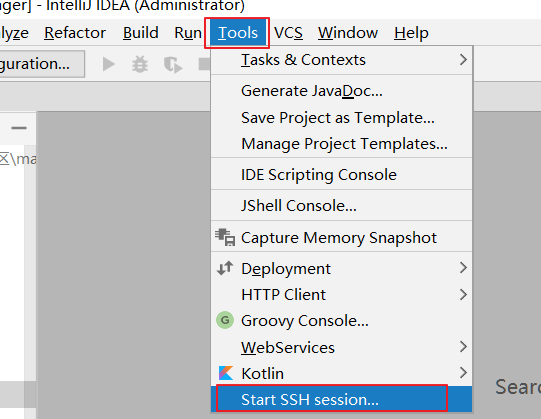 nger] - IntelliJ IDEA (Administrator)
lyze Refactor Build Run Tools VCS Window Help
guration...
Tasks & Contexts
Generate JavaDoc...
Save Project as Template...
Manage Project Templates...
IDE Scripting Console
JShell Console...
Capture Memory Snapshot
Deployment
HTTP Client
G Groovy Console...
WebServices
Kotlin
Start SSH session...
区\ma
Searc